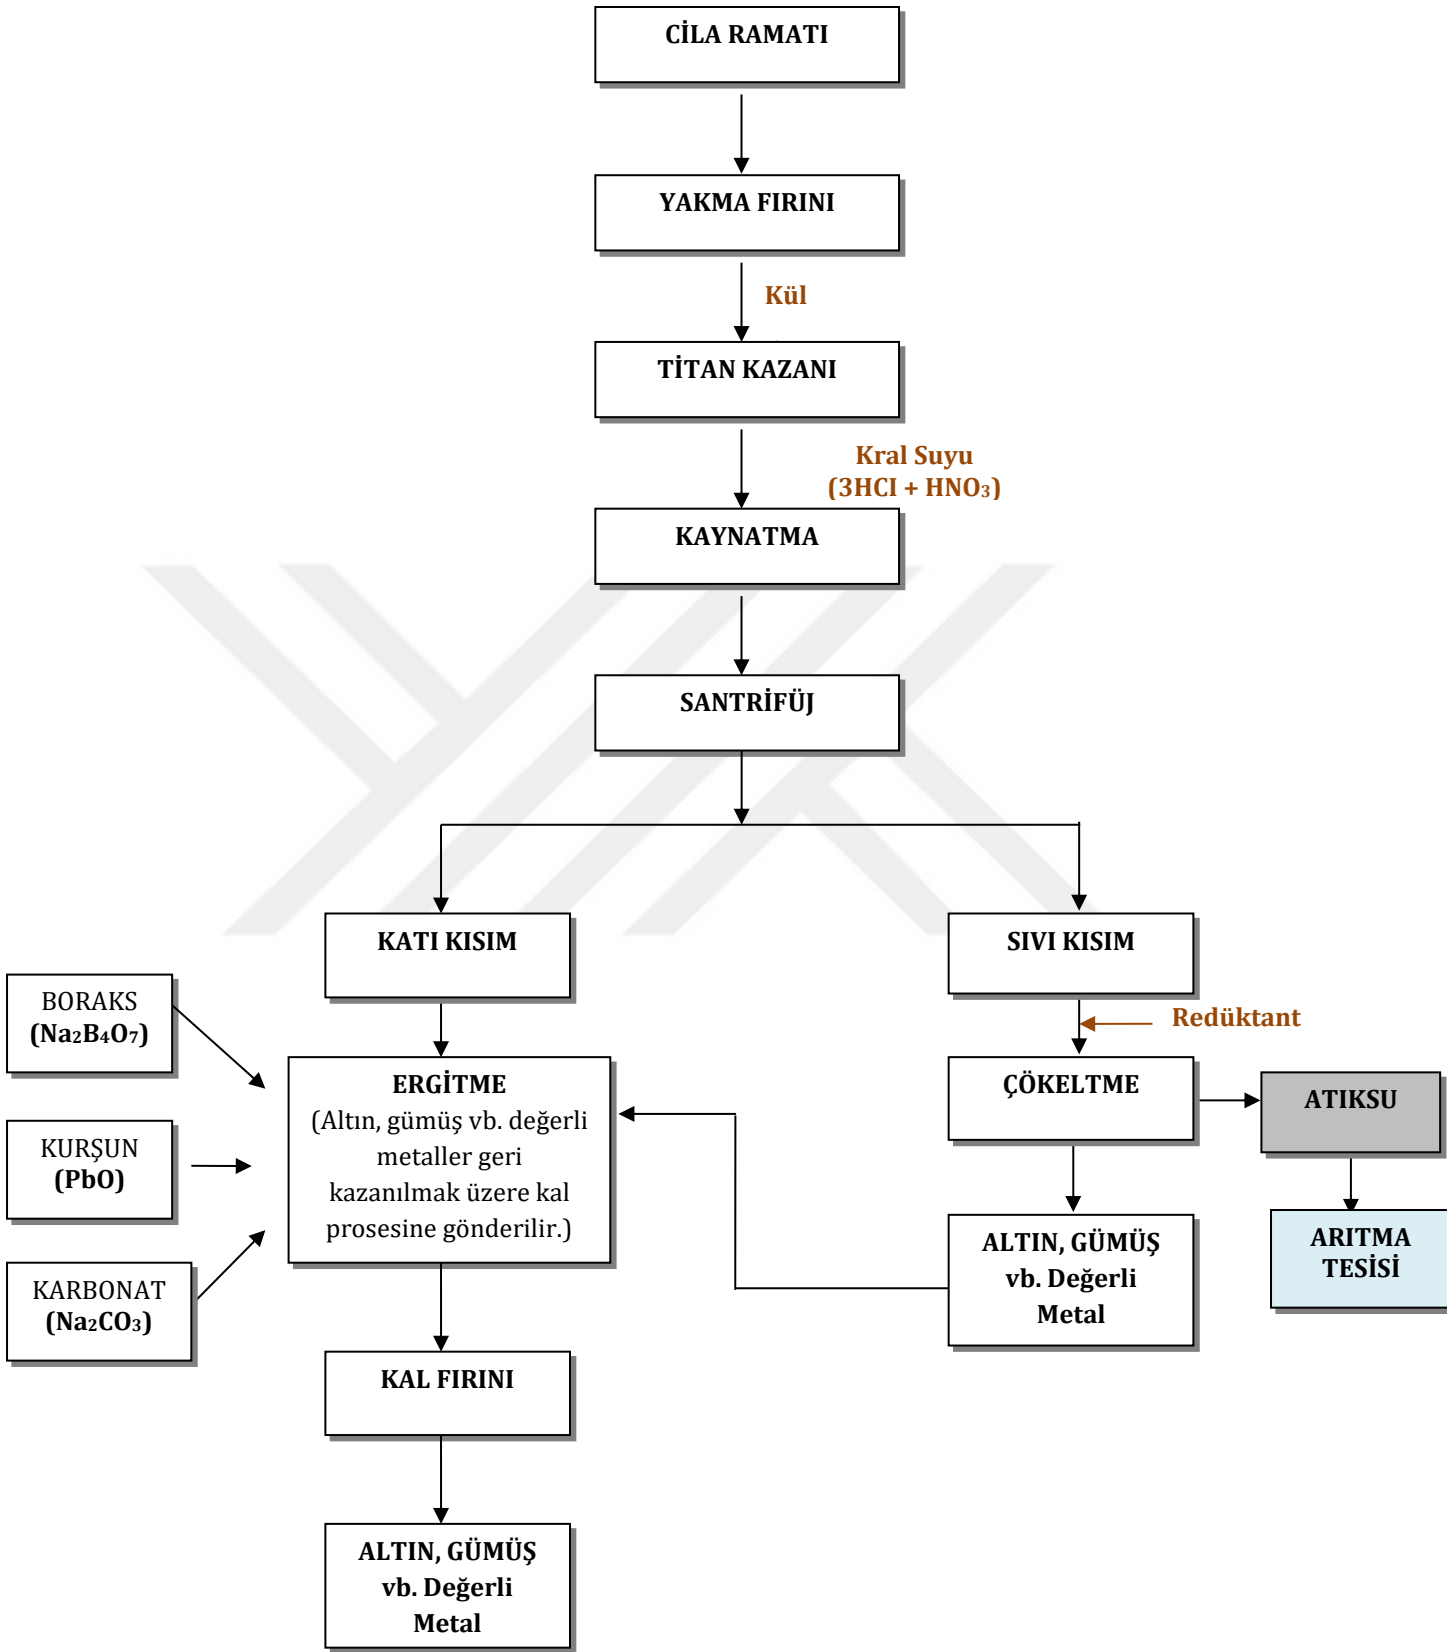 CİLA RAMATI
YAKMA FIRINI
Kül
TİTAN KAZANI
Kral Suyu
(3HCI + HNO₃)
KAYNATMA
SANTRİFÜJ
KATI KISIM
SIVI KISIM
BORAKS
(Na₂B₄O₇)
Redüktant
KURŞUN
(PbO)
KARBONAT
(Na₂CO₃)
ERGİTME
(Altın, gümüş vb. değerli
metaller geri
kazanılmak üzere kal
prosesine gönderilir.)
ÇÖKELTME
ATIKSU
ALTIN, GÜMÜŞ
vb. Değerli
Metal
ARITMA
TESİSİ
KAL FIRINI
ALTIN, GÜMÜŞ
vb. Değerli
Metal